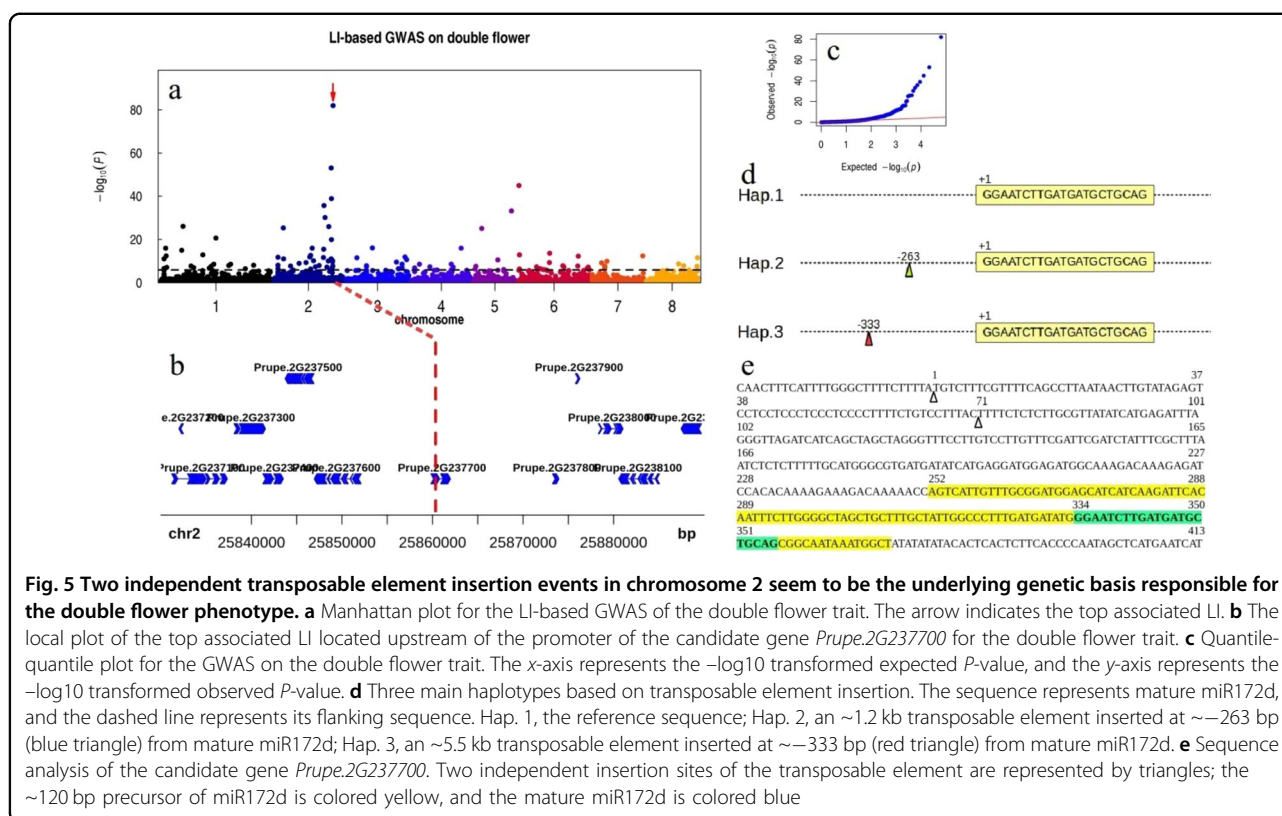 LI-based GWAS on double flower
a
80
60
40
20
0
−log10(P)
1 2 3 4 5 6 7 8
chromosome
b
Prupe.2G237500
Prupe.2G237900
e.2G237200 Prupe.2G237300
Prupe.2G238000 Prupe.2G23
Prupe.2G237600 Prupe.2G237700
Prupe.2G238100
chr2 25840000 25850000 25860000 25870000 25880000 bp
c
80
60
40
20
0
Observed −log10(p)
0 1 2 3 4
Expected −log10(p)
d
+1
Hap.1 GGAATCTTGATGATGCTGCAG
+1
-263
Hap.2 GGAATCTTGATGATGCTGCAG
+1
-333
Hap.3 GGAATCTTGATGATGCTGCAG
e
1 37
CAACTTTCATTTTGGGCTTTTCTTTTATGTCTTTCGTTTTCAGCCTTAATAACTTGTATAGAGT
38 71 101
CCTCCTCCCTCCCTCCCCTTTTCTGTCCTTTACTTTTCTCTCTTGCGTTATATCATGAGATTTA
102 165
GGGTTAGATCATCAGCTAGCTAGGGTTTCCTTGTCCTTGTTTCGATTCGATCTATTTCGCTTTA
166 227
ATCTCTCTTTTTGCATGGGCGTGATGATATCATGAGGATGGAGATGGCAAAGACAAAGAGAT
228 252 288
CCACACAAAAGAAAGACAAAAACCAGTCATTGTTTGCGGATGGAGCATCATCAAGATTCAC
289 334 350
AATTTCTTGGGGCTAGCTGCTTTGCTATTGGCCCTTTGATGATATGGGAATCTTGATGATGC
351 413
TGCAGCGGCAATAAATGGCTATATATATACACTCACTCTTCACCCCAATAGCTCATGAATCAT
Fig. 5 Two independent transposable element insertion events in chromosome 2 seem to be the underlying genetic basis responsible for
the double flower phenotype. a Manhattan plot for the LI-based GWAS of the double flower trait. The arrow indicates the top associated LI. b The
local plot of the top associated LI located upstream of the promoter of the candidate gene Prupe.2G237700 for the double flower trait. c Quantile-
quantile plot for the GWAS on the double flower trait. The x-axis represents the –log10 transformed expected P-value, and the y-axis represents the
–log10 transformed observed P-value. d Three main haplotypes based on transposable element insertion. The sequence represents mature miR172d,
and the dashed line represents its flanking sequence. Hap. 1, the reference sequence; Hap. 2, an ~1.2 kb transposable element inserted at ~−263 bp
(blue triangle) from mature miR172d; Hap. 3, an ~5.5 kb transposable element inserted at ~−333 bp (red triangle) from mature miR172d. e Sequence
analysis of the candidate gene Prupe.2G237700. Two independent insertion sites of the transposable element are represented by triangles; the
~120 bp precursor of miR172d is colored yellow, and the mature miR172d is colored blue